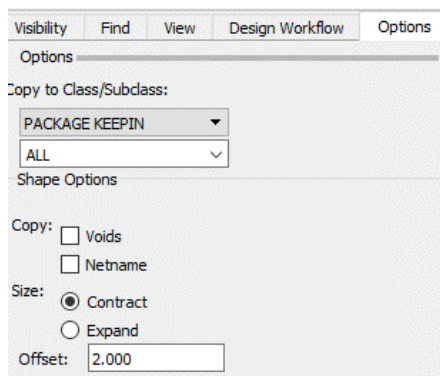 Visibility Find View Design Workflow Options
Options
Copy to Class/Subclass:
PACKAGE KEEPIN
ALL
Shape Options
Copy: Voids
Netname
Size: Contract
Expand
Offset: 2.000